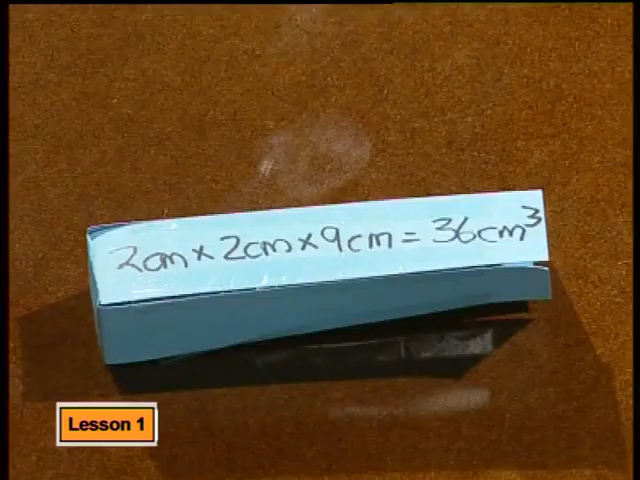 2cm × 2cm × 9cm = 36cm³
Lesson 1